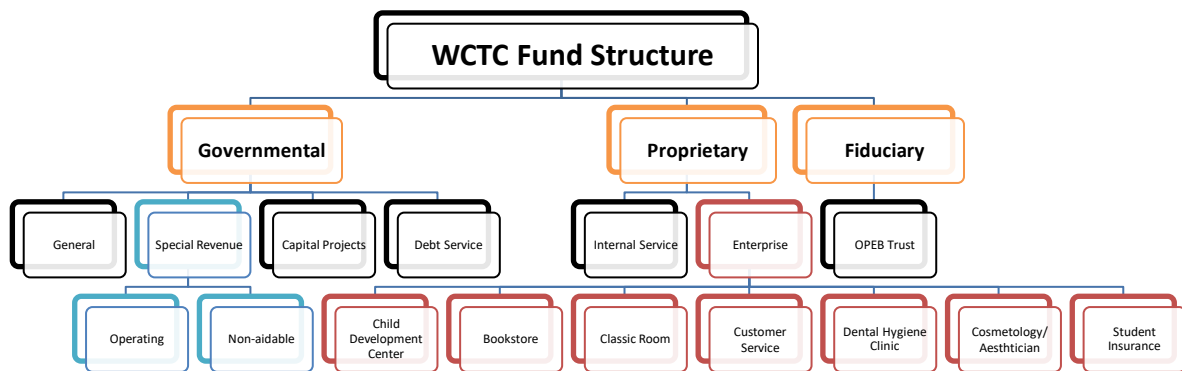 WCTC Fund Structure
Governmental
Proprietary
Fiduciary
General
Special Revenue
Capital Projects
Debt Service
Internal Service
Enterprise
OPEB Trust
Operating
Non-aidable
Child
Development
Center
Bookstore
Classic Room
Customer
Service
Dental Hygiene
Clinic
Cosmetology/
Aesthtician
Student
Insurance